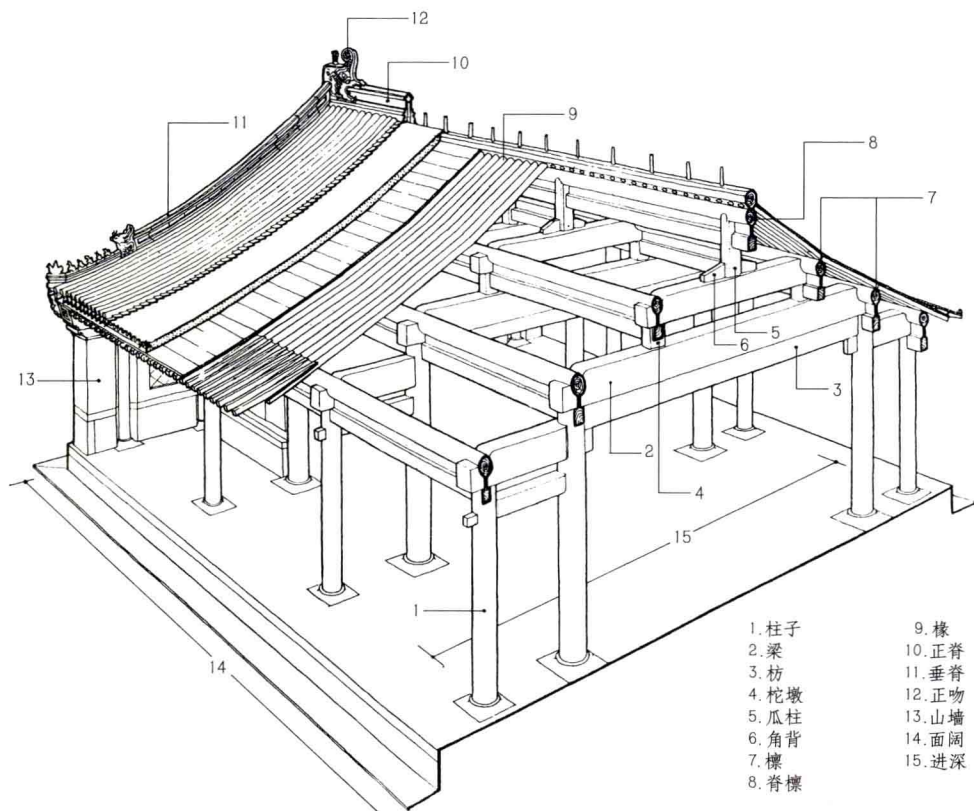 12
10
11
9
8
7
13
6
5
3
2
4
15
1
14
1.柱子
2.梁
3.枋
4.柁墩
5.瓜柱
6.角背
7.檩
8.脊檩
9.椽
10.正脊
11.垂脊
12.正吻
13.山墙
14.面阔
15.进深